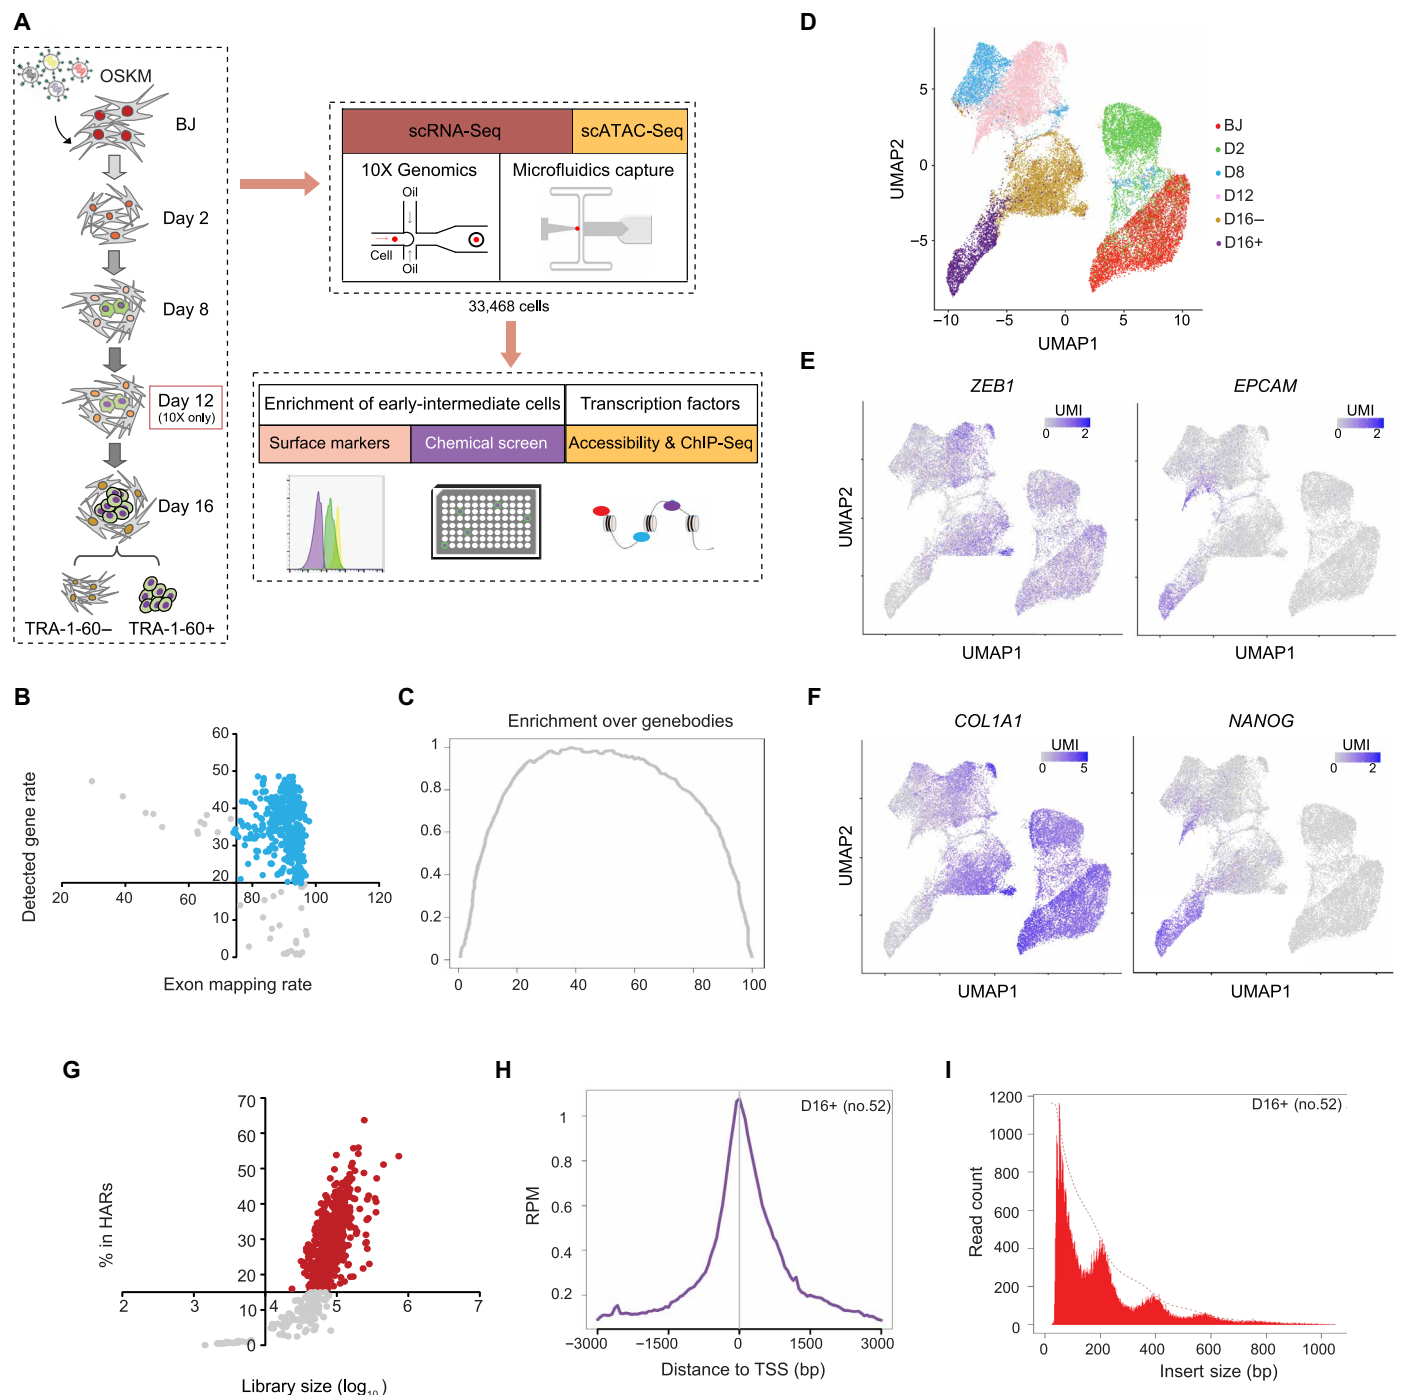 A
OSKM
BJ
Day 2
Day 8
Day 12
(10X only)
Day 16
TRA-1-60–
TRA-1-60+
scRNA-Seq
scATAC-Seq
10X Genomics
Microfluidics capture
Oil
Cell
Oil
33,468 cells
Enrichment of early-intermediate cells
Transcription factors
Surface markers
Chemical screen
Accessibility & ChIP-Seq
B
Detected gene rate
60
50
40
30
20
10
0
20
40
60
80
100
120
Exon mapping rate
C
Enrichment over genebodies
1
0.8
0.6
0.4
0.2
0
0
20
40
60
80
100
D
UMAP2
5
0
−5
−10
−5
0
5
10
UMAP1
BJ
D2
D8
D12
D16–
D16+
E
ZEB1
UMI
0
2
UMAP2
UMAP1
EPCAM
UMI
0
2
UMAP1
F
COL1A1
UMI
0
5
UMAP2
UMAP1
NANOG
UMI
0
2
UMAP1
G
% in HARs
70
60
50
40
30
20
10
0
2
3
4
5
6
7
Library size (log10)
H
D16+ (no.52)
RPM
1
0.8
0.6
0.4
0.2
−3000
−1500
0
1500
3000
Distance to TSS (bp)
I
D16+ (no.52)
Read count
1200
1000
800
600
400
200
0
0
200
400
600
800
1000
Insert size (bp)